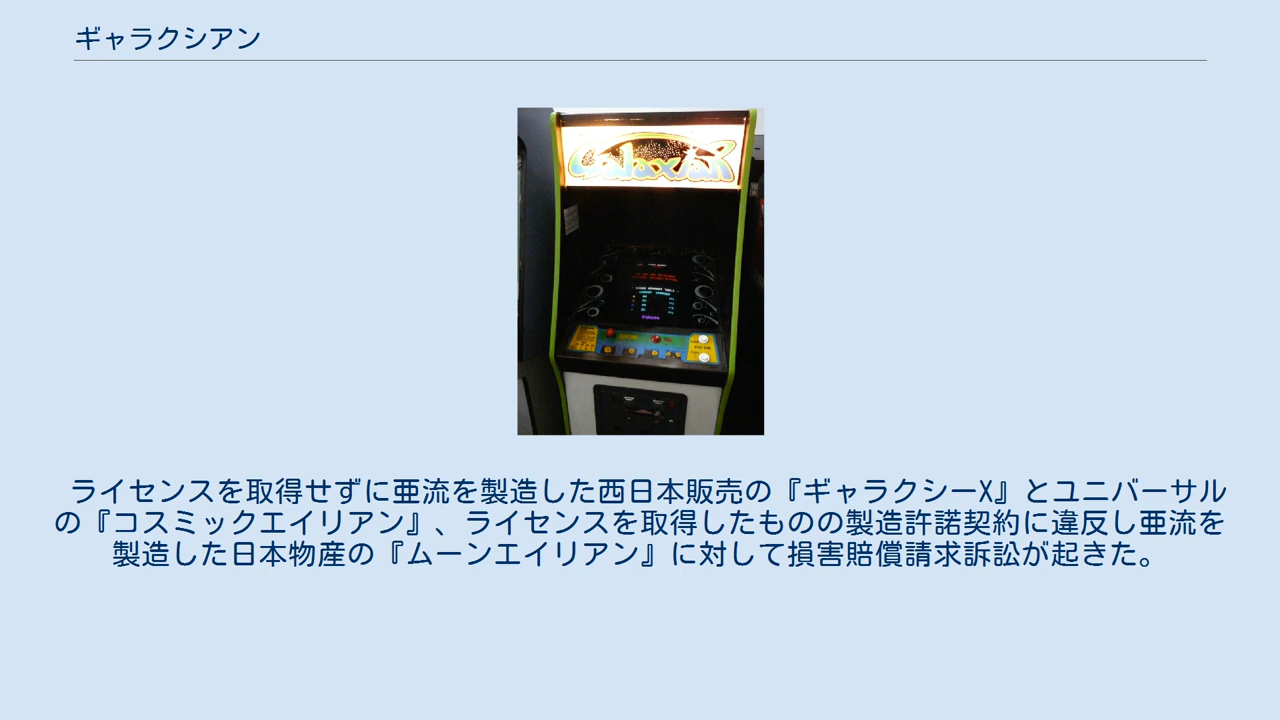 ギャラクシアン
Galaxian
ライセンスを取得せずに亜流を製造した西日本販売の『ギャラクシーX』とユニバーサル
の『コスミックエイリアン』、ライセンスを取得したものの製造許諾契約に違反し亜流を
製造した日本物産の『ムーンエイリアン』に対して損害賠償請求訴訟が起きた。